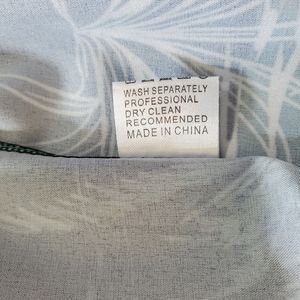 WASH SEPARATELY
PROFESSIONAL
DRY CLEAN
RECOMMENDED
MADE IN CHINA